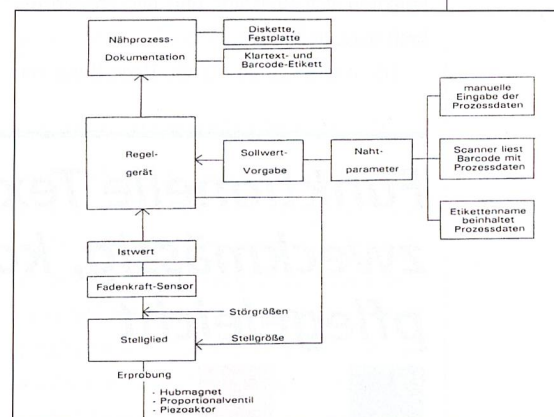 Nähprozess-
Dokumentation
Diskette,
Festplatte
Klartext- und
Barcode-Etikett
Regel-
gerät
Sollwert-
Vorgabe
Naht-
parameter
manuelle
Eingabe der
Prozessdaten
Scanner liest
Barcode mit
Prozessdaten
Etikettenname
beinhaltet
Prozessdaten
Istwert
Fadenkraft-Sensor
Störgrößen
Stellglied
Stellgröße
Erprobung
- Hubmagnet
- Proportionalventil
- Piezoaktor